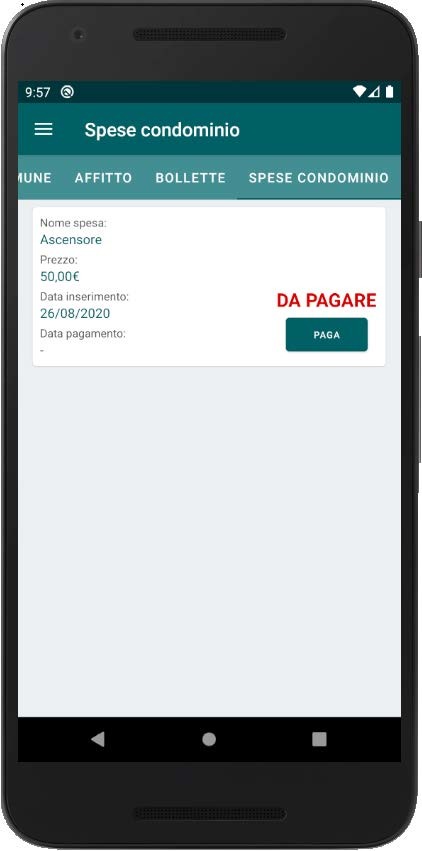 9:57
Spese condominio
MUNE AFFITTO BOLLETTE SPESE CONDOMINIO
Nome spesa:
Ascensore
Prezzo:
50,00€
Data inserimento:
26/08/2020
Data pagamento:
-
DA PAGARE
PAGA